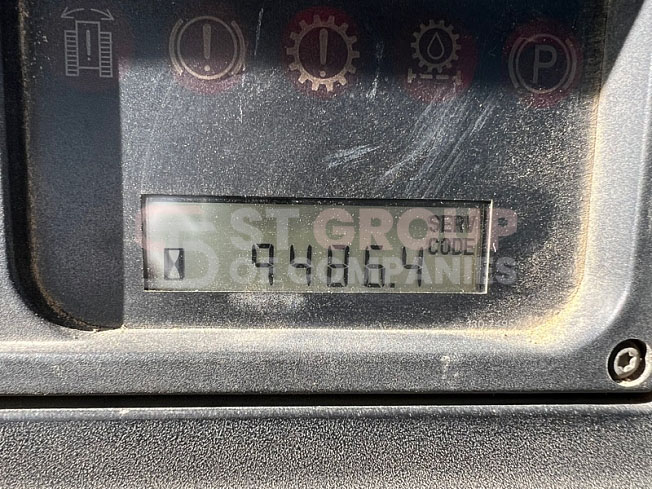 !
!
!
P
ST GROUP
OF COMPANIES
SERV
CODE
9486.4